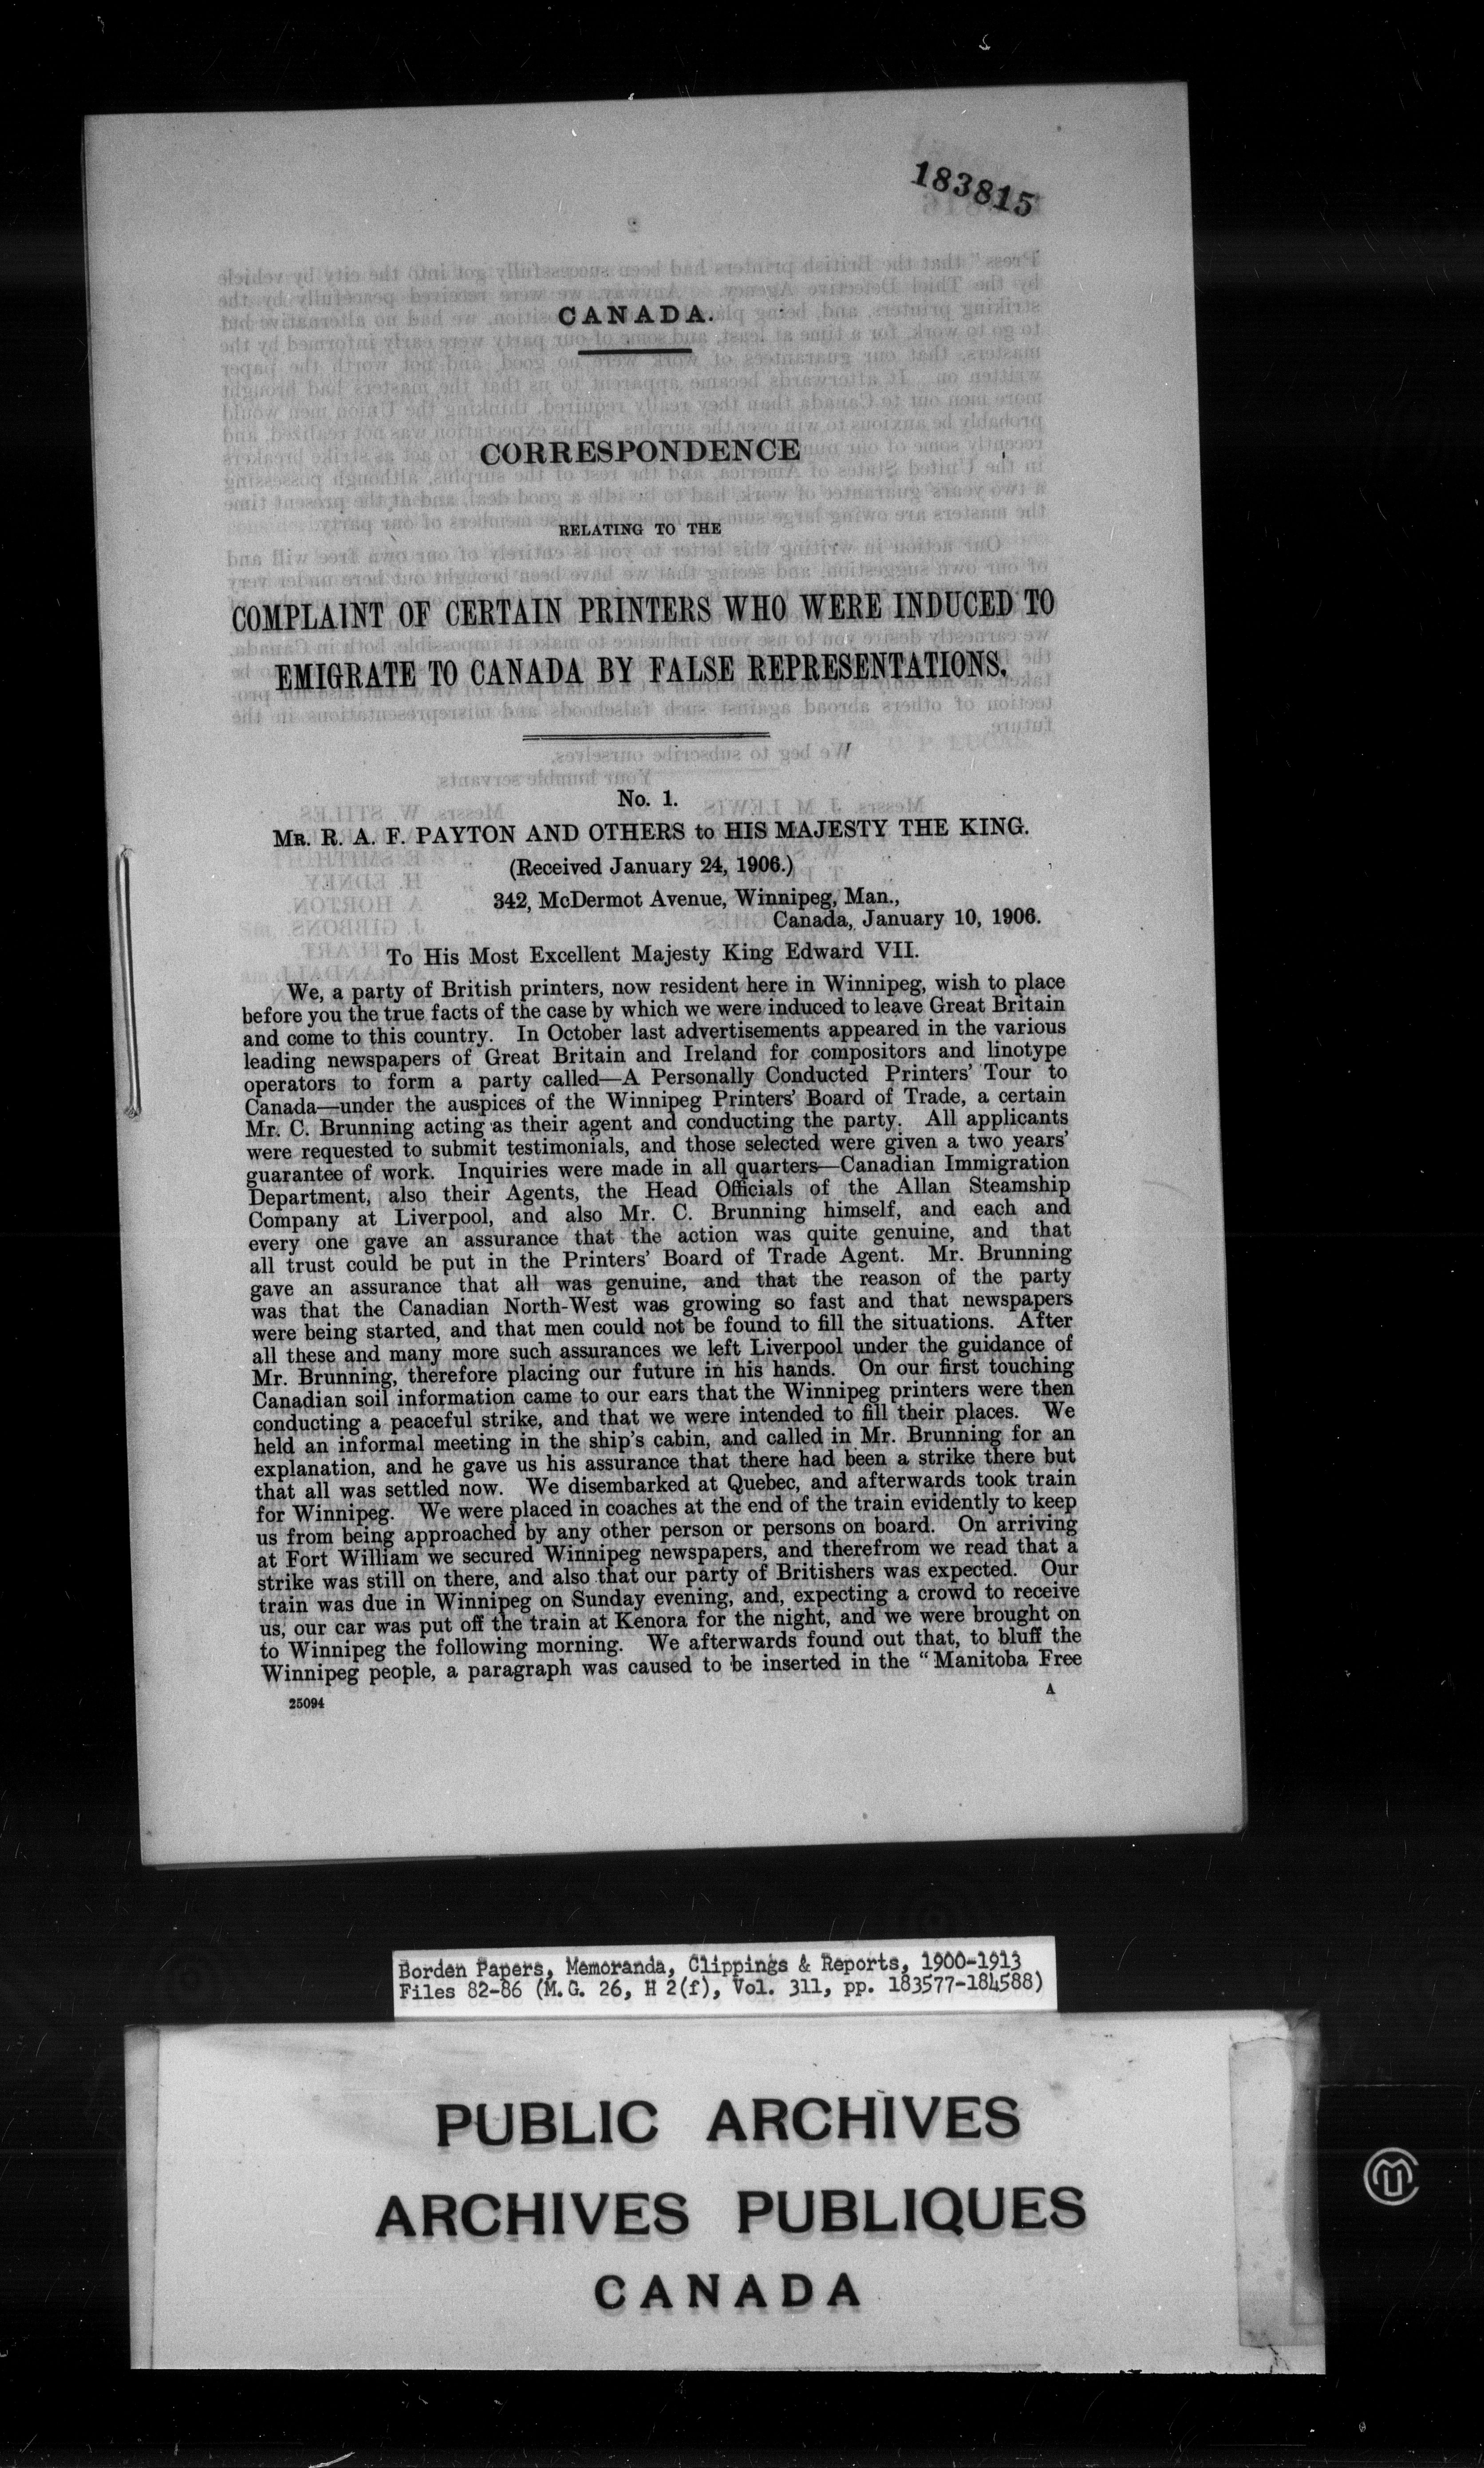 183815
CANADA.
CORRESPONDENCE
RELATING TO THE
COMPLAINT OF CERTAIN PRINTERS WHO WERE INDUCED TO
EMIGRATE TO CANADA BY FALSE REPRESENTATIONS.
No. 1.
MR. R. A. F. PAYTON AND OTHERS to HIS MAJESTY THE KING.
(Received January 24, 1906.)
342, McDermot Avenue, Winnipeg, Man.,
Canada, January 10, 1906.
To His Most Excellent Majesty King Edward VII.
We, a party of British printers, now resident here in Winnipeg, wish to place
before you the true facts of the case by which we were induced to leave Great Britain
and come to this country. In October last advertisements appeared in the various
leading newspapers of Great Britain and Ireland for compositors and linotype
operators to form a party called—A Personally Conducted Printers' Tour to
Canada—under the auspices of the Winnipeg Printers' Board of Trade, a certain
Mr. C. Brunning acting as their agent and conducting the party. All applicants
were requested to submit testimonials, and those selected were given a two years'
guarantee of work. Inquiries were made in all quarters—Canadian Immigration
Department, also their Agents, the Head Officials of the Allan Steamship
Company at Liverpool, and also Mr. C. Brunning himself, and each and
every one gave an assurance that the action was quite genuine, and that
all trust could be put in the Printers' Board of Trade Agent. Mr. Brunning
gave an assurance that all was genuine, and that the reason of the party
was that the Canadian North-West was growing so fast and that newspapers
were being started, and that men could not be found to fill the situations. After
all these and many more such assurances we left Liverpool under the guidance of
Mr. Brunning, therefore placing our future in his hands. On our first touching
Canadian soil information came to our ears that the Winnipeg printers were then
conducting a peaceful strike, and that we were intended to fill their places. We
held an informal meeting in the ship's cabin, and called in Mr. Brunning for an
explanation, and he gave us his assurance that there had been a strike there but
that all was settled now. We disembarked at Quebec, and afterwards took train
for Winnipeg. We were placed in coaches at the end of the train evidently to keep
us from being approached by any other person or persons on board. On arriving
at Fort William we secured Winnipeg newspapers, and therefrom we read that a
strike was still on there, and also that our party of Britishers was expected. Our
train was due in Winnipeg on Sunday evening, and, expecting a crowd to receive
us, our car was put off the train at Kenora for the night, and we were brought on
to Winnipeg the following morning. We afterwards found out that, to bluff the
Winnipeg people, a paragraph was caused to be inserted in the "Manitoba Free
25094
A
Borden Papers, Memoranda, Clippings & Reports, 1900-1913
Files 82-86 (M.G. 26, H 2(f), Vol. 311, pp. 183577-184588)
PUBLIC ARCHIVES
ARCHIVES PUBLIQUES
CANADA